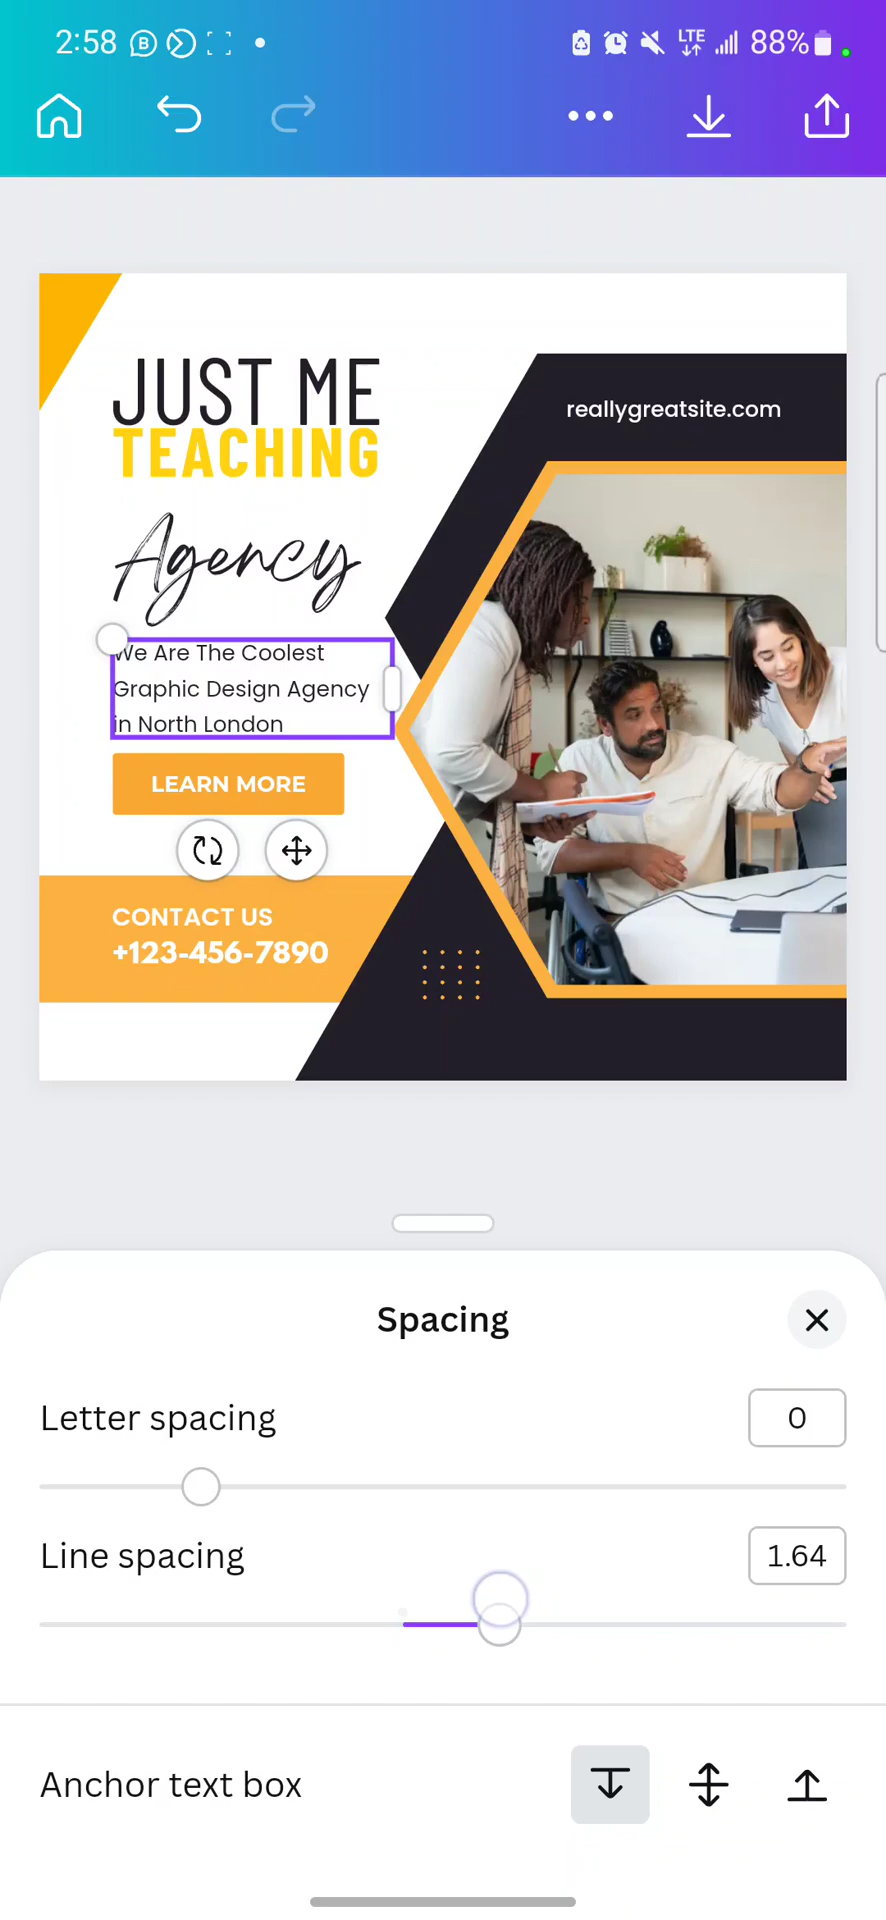 2:58
LTE
88%
JUST ME
TEACHING
Agency
reallygreatsite.com
We Are The Coolest
Graphic Design Agency
in North London
LEARN MORE
CONTACT US
+123-456-7890
Spacing
Letter spacing
0
Line spacing
1.64
Anchor text box